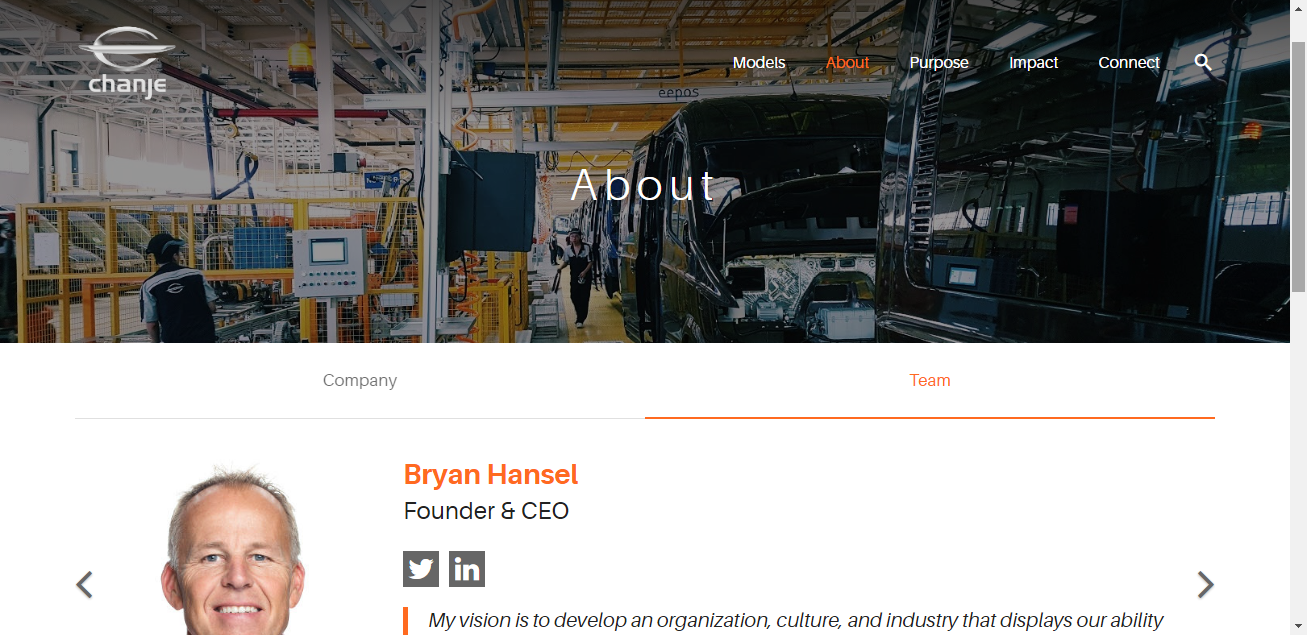 chanje
Models
About
Purpose
Impact
Connect
eepos
About
Company
Team
Bryan Hansel
Founder & CEO
in
My vision is to develop an organization, culture, and industry that displays our ability